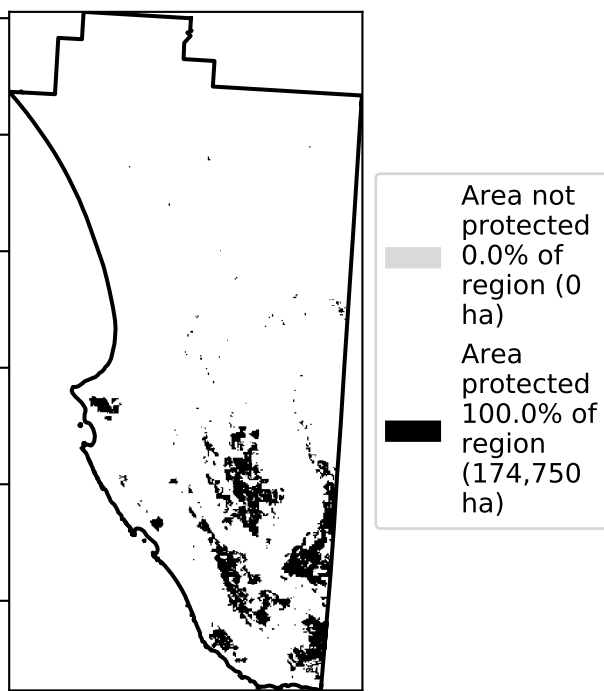 Area not
protected
0.0% of
region (0
ha)
Area
protected
100.0% of
region
(174,750
ha)